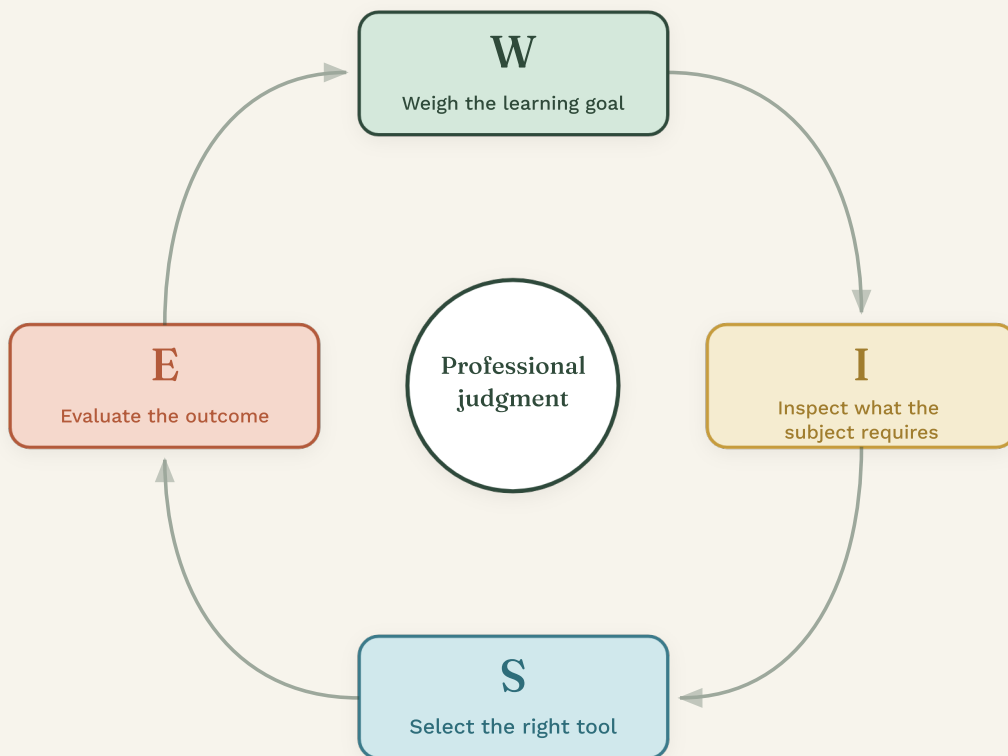 W
Weigh the learning goal
I
Inspect what the
subject requires
S
Select the right tool
E
Evaluate the outcome
Professional
judgment